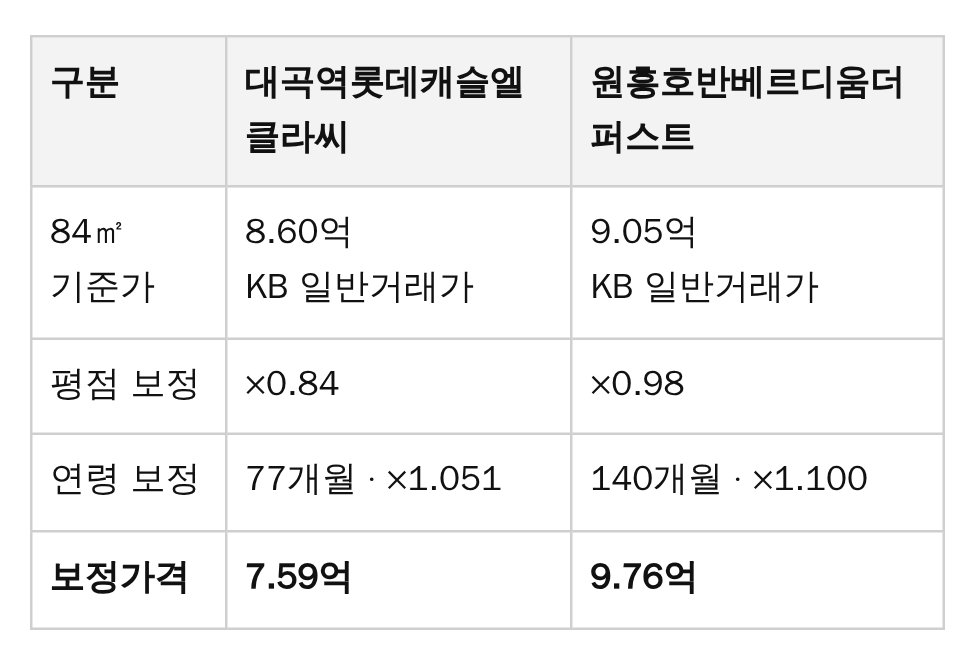 구분
대곡역롯데캐슬엘
클라씨
원흥호반베르디움더
퍼스트
84㎡
기준가
8.60억
KB 일반거래가
9.05억
KB 일반거래가
평점 보정
×0.84
×0.98
연령 보정
77개월 · ×1.051
140개월 · ×1.100
보정가격
7.59억
9.76억